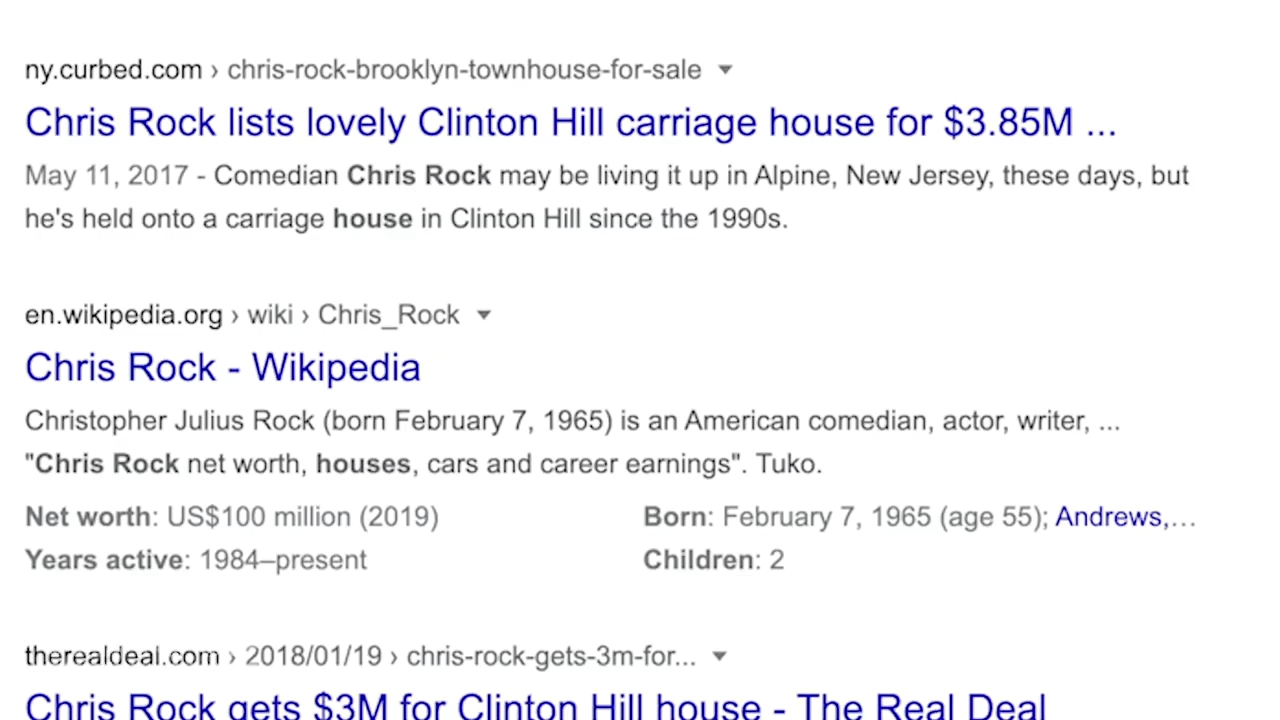 ny.curbed.com › chris-rock-brooklyn-townhouse-for-sale
Chris Rock lists lovely Clinton Hill carriage house for $3.85M ...
May 11, 2017 - Comedian Chris Rock may be living it up in Alpine, New Jersey, these days, but
he's held onto a carriage house in Clinton Hill since the 1990s.
en.wikipedia.org › wiki › Chris_Rock
Chris Rock - Wikipedia
Christopher Julius Rock (born February 7, 1965) is an American comedian, actor, writer, ...
"Chris Rock net worth, houses, cars and career earnings". Tuko.
Net worth: US$100 million (2019) Born: February 7, 1965 (age 55); Andrews,...
Years active: 1984–present Children: 2
therealdeal.com › 2018/01/19 › chris-rock-gets-3m-for...
Chris Rock gets $3M for Clinton Hill house - The Real Deal